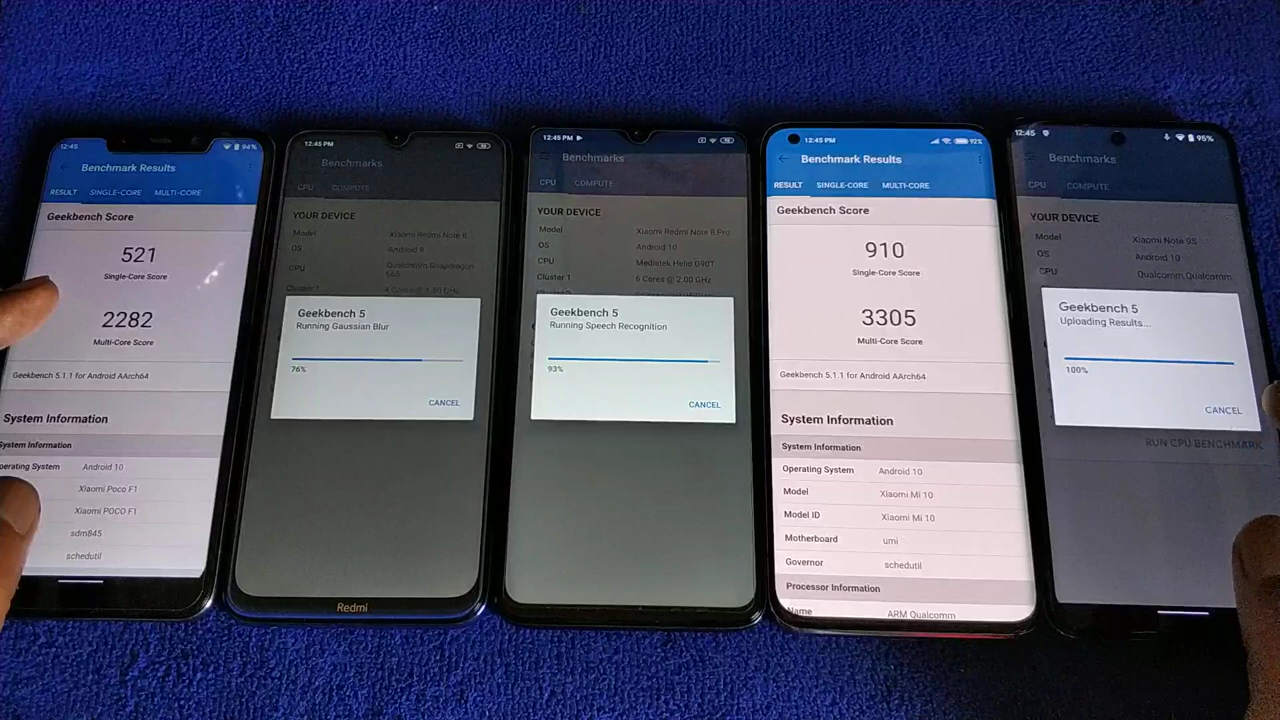 12:45
94%
Benchmark Results
RESULT SINGLE-CORE MULTI-CORE
Geekbench Score
521
Single-Core Score
2282
Multi-Core Score
Geekbench 5.1.1 for Android AArch64
System Information
System Information
Operating System Android 10
Xiaomi Poco F1
Xiaomi POCO F1
sdm845
schedutil
12:45 PM
Benchmarks
CPU COMPUTE
YOUR DEVICE
Model Xiaomi Redmi Note 8
OS Android 9
CPU Qualcomm Snapdragon
665
Cluster 1
Geekbench 5
Running Gaussian Blur
76%
CANCEL
Redmi
12:45 PM
Benchmarks
CPU COMPUTE
YOUR DEVICE
Model Xiaomi Redmi Note 8 Pro
OS Android 10
CPU Mediatek Helio G90T
Cluster 1 6 Cores @ 2.00 GHz
Geekbench 5
Running Speech Recognition
93%
CANCEL
12:45 PM
92%
Benchmark Results
RESULT SINGLE-CORE MULTI-CORE
Geekbench Score
910
Single-Core Score
3305
Multi-Core Score
Geekbench 5.1.1 for Android AArch64
System Information
System Information
Operating System Android 10
Model Xiaomi Mi 10
Model ID Xiaomi Mi 10
Motherboard umi
Governor schedutil
Processor Information
Name ARM Qualcomm
12:45
95%
Benchmarks
CPU COMPUTE
YOUR DEVICE
Model Xiaomi Note 9S
OS Android 10
CPU Qualcomm Qualcomm
Geekbench 5
Uploading Results...
100%
CANCEL
RUN CPU BENCHMARK